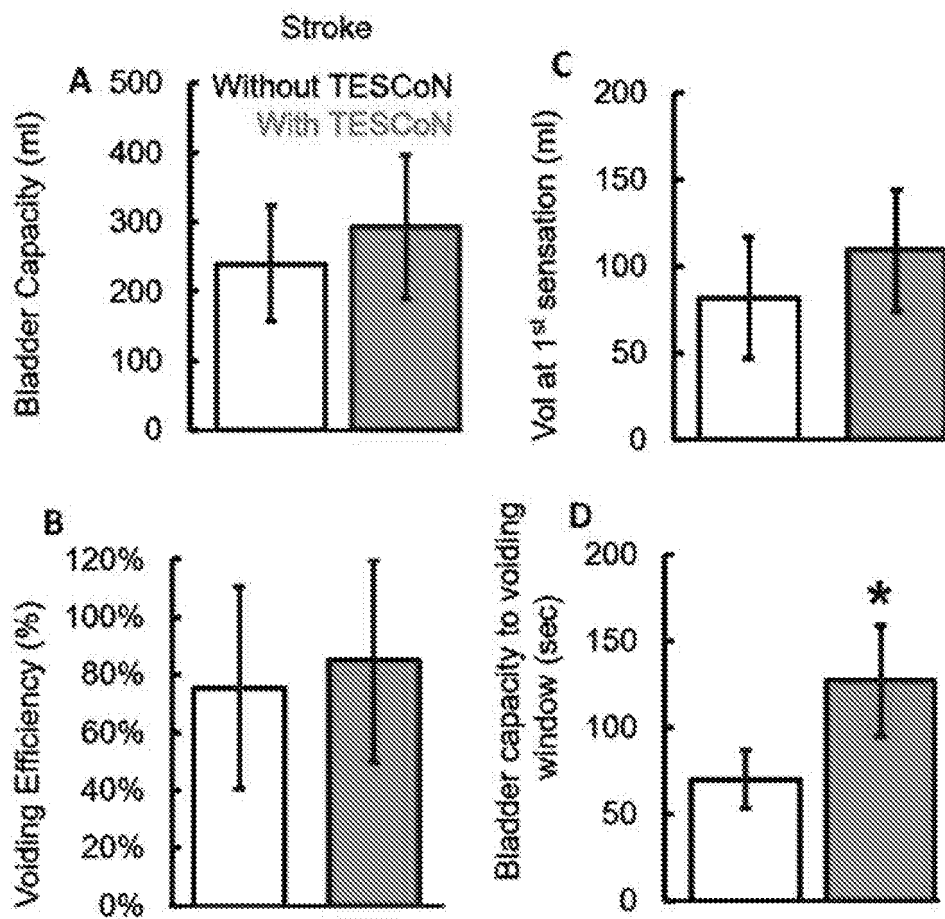 Stroke
A
Without TESCoN
With TESCoN
Bladder Capacity (ml)
500
400
300
200
100
0
C
Vol at 1st sensation (ml)
200
150
100
50
0
B
Voiding Efficiency (%)
120%
100%
80%
60%
40%
20%
0%
D
Bladder capacity to voiding
window (sec)
200
150
100
50
0
*